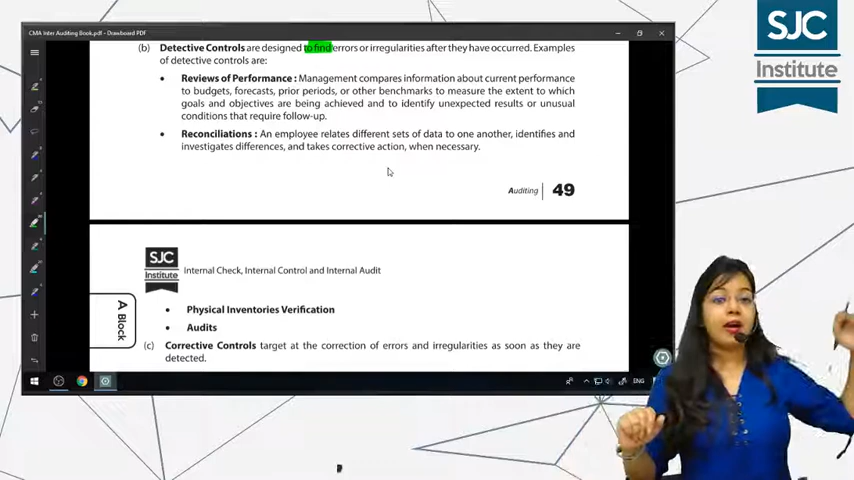 CMA Inter Auditing Book.pdf - Drawboard PDF
(b) Detective Controls are designed to find errors or irregularities after they have occurred. Examples
of detective controls are:
• Reviews of Performance : Management compares information about current performance
to budgets, forecasts, prior periods, or other benchmarks to measure the extent to which
goals and objectives are being achieved and to identify unexpected results or unusual
conditions that require follow-up.
• Reconciliations : An employee relates different sets of data to one another, identifies and
investigates differences, and takes corrective action, when necessary.
Auditing 49
SJC
Institute
Internal Check, Internal Control and Internal Audit
A Block
• Physical Inventories Verification
• Audits
(c) Corrective Controls target at the correction of errors and irregularities as soon as they are
detected.
ENG
SJC
Institute